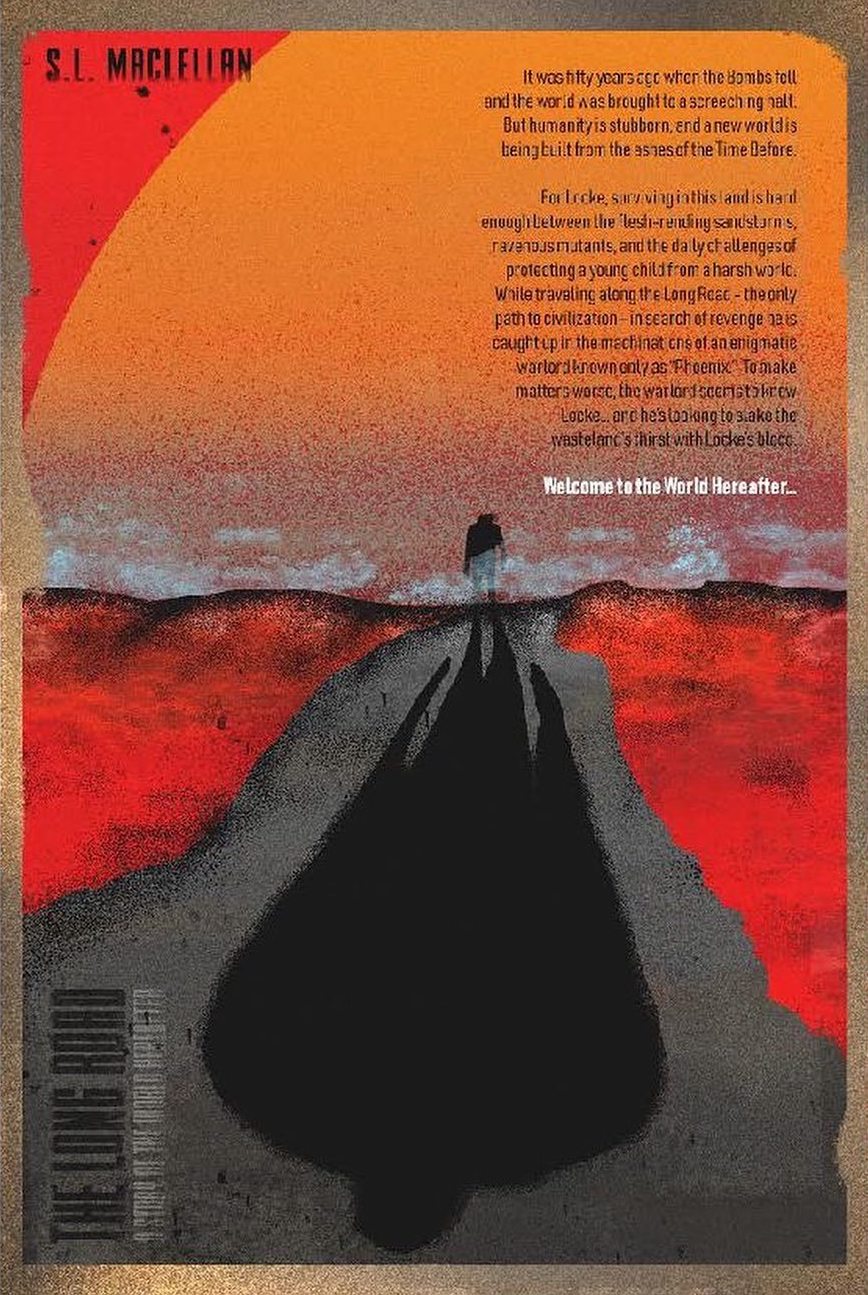 S.L. MACLELLAN
It was fifty years ago when the Bombs fell
and the world was brought to a screeching halt.
But humanity is stubborn, and a new world is
being built from the ashes of the Time Before.
For Locke, surviving in this land is hard
enough between the flesh-rending sandstorms,
ravenous mutants, and the daily challenges of
protecting a young child from a harsh world.
While traveling along the Long Road - the only
path to civilization - in search of revenge he is
caught up in the machinations of an enigmatic
warlord known only as "Phoenix." To make
matters worse, the warlord seems to know
Locke... and he's looking to slake the
wasteland's thirst with Locke's blood.
Welcome to the World Hereafter...
THE LONG ROAD
A STORY OF THE WORLD HEREAFTER